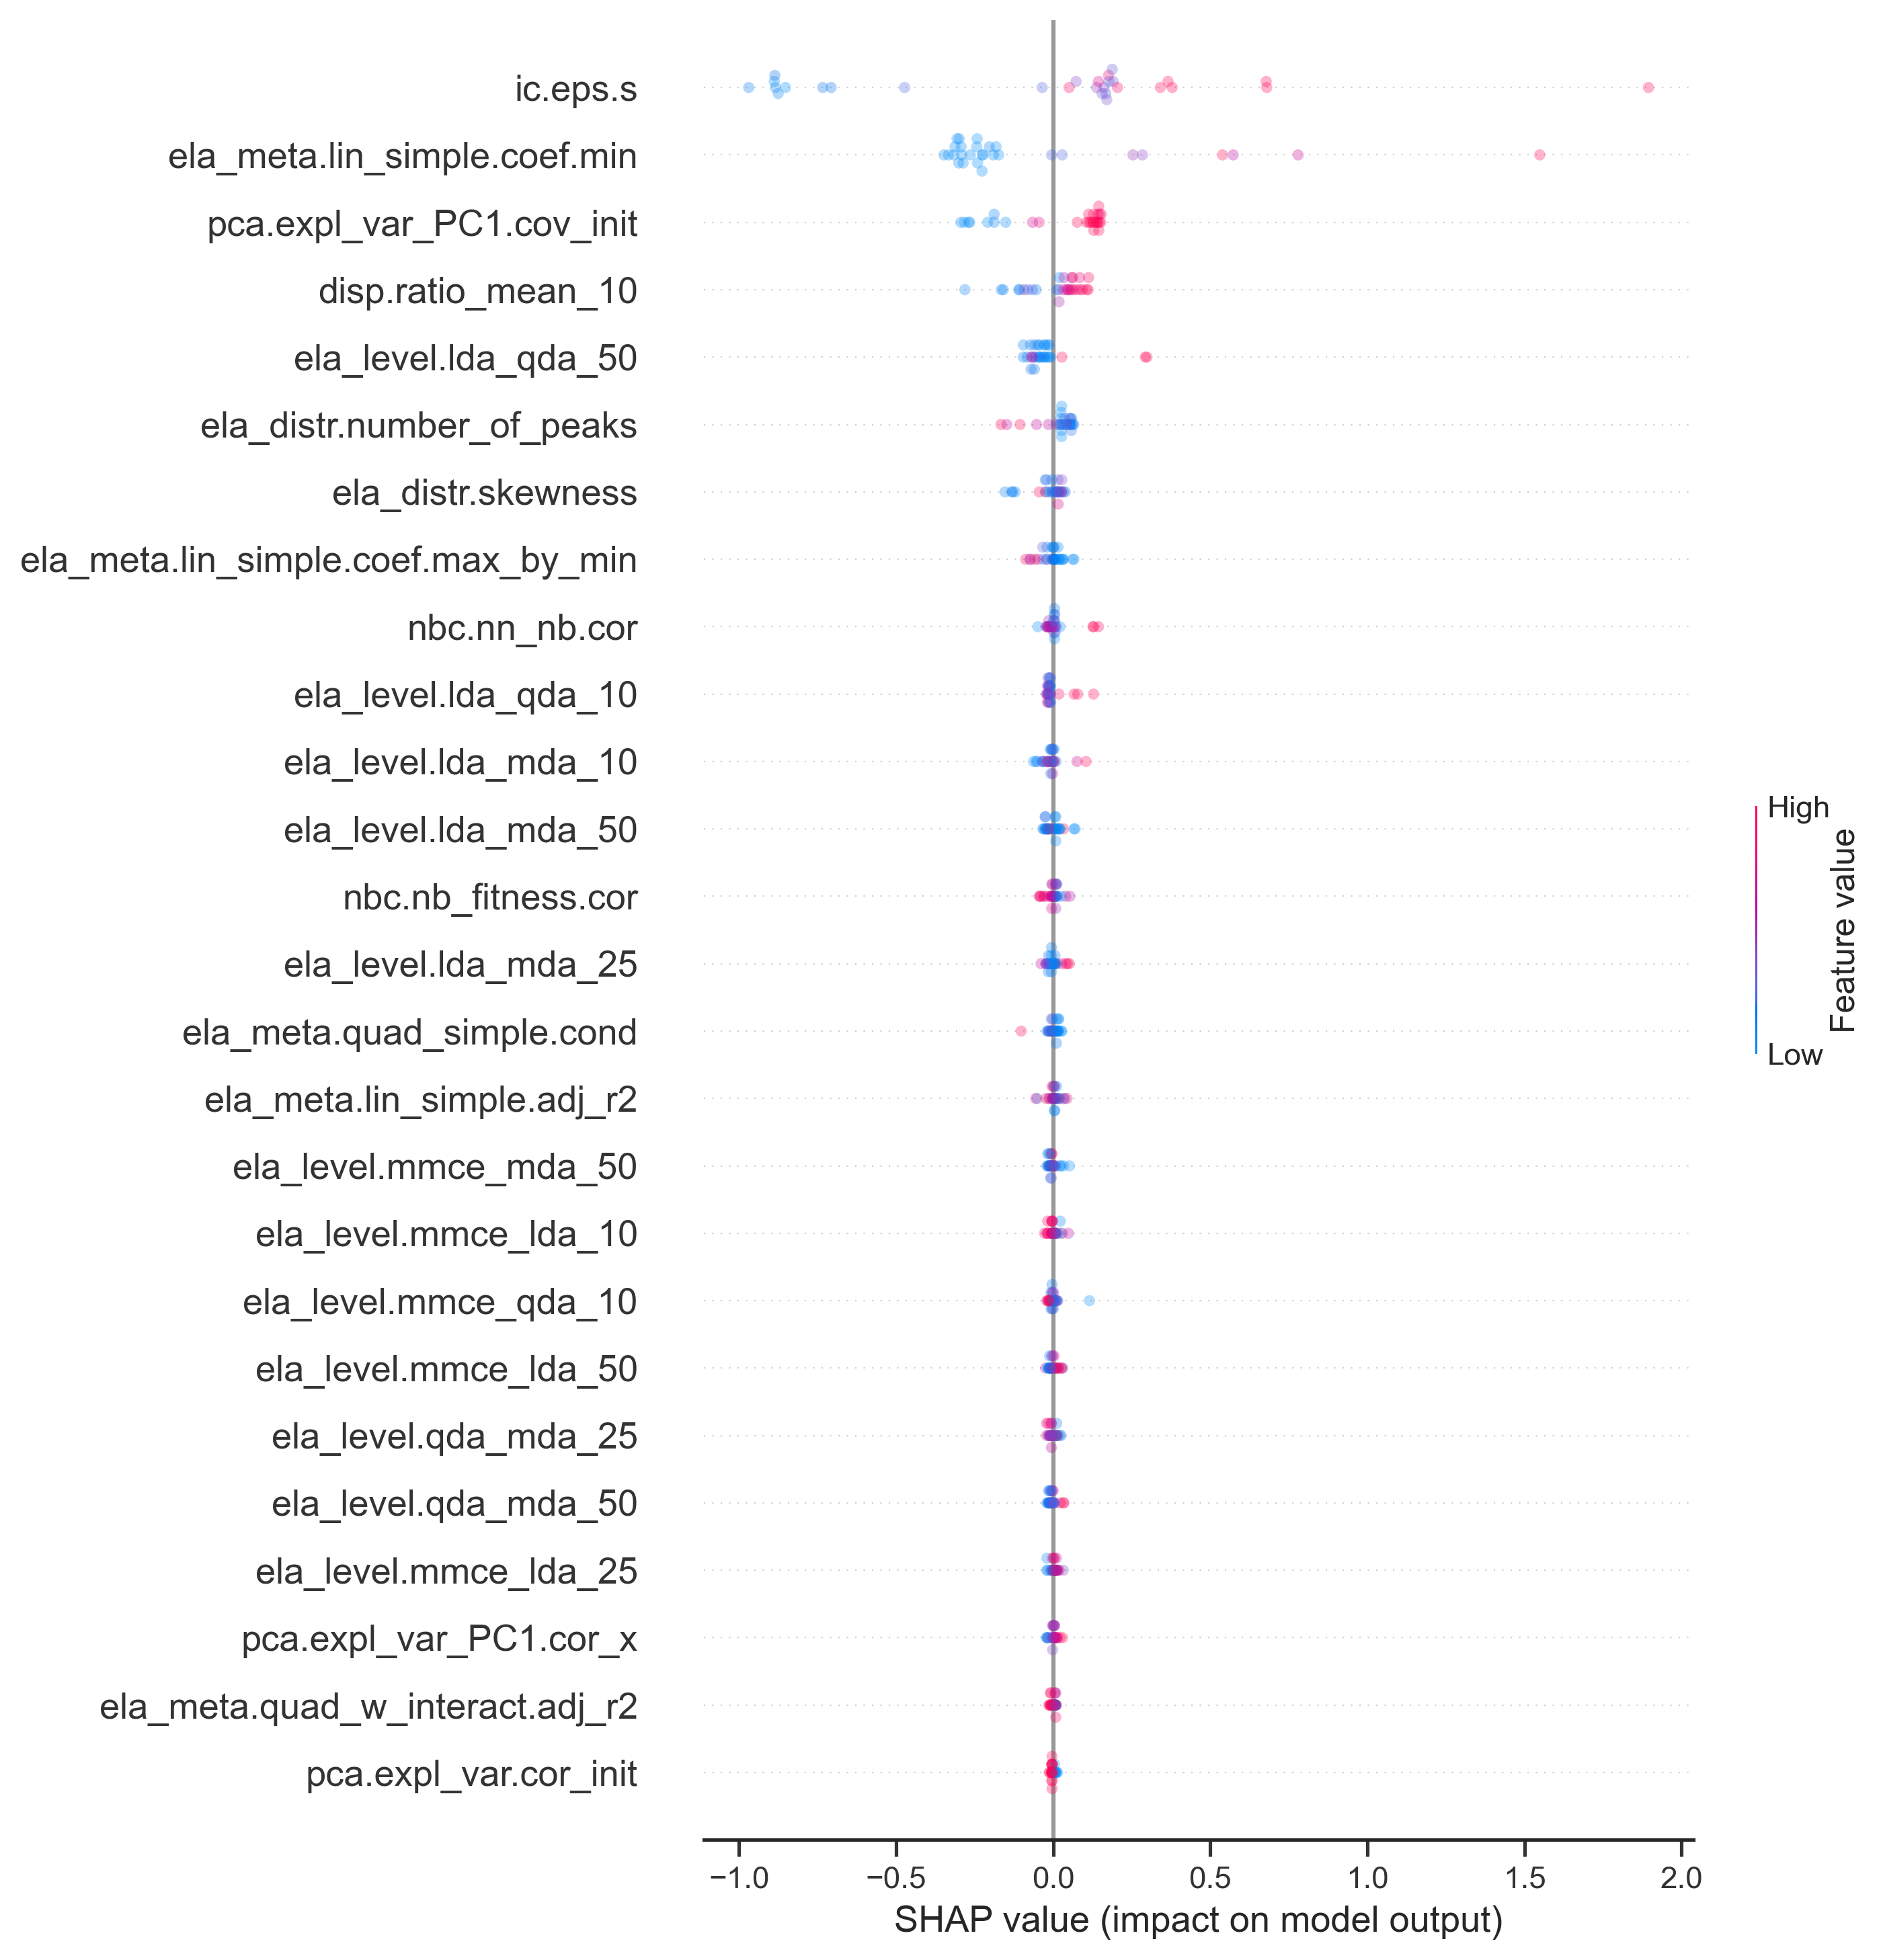 ic.eps.s
ela_meta.lin_simple.coef.min
pca.expl_var_PC1.cov_init
disp.ratio_mean_10
ela_level.lda_qda_50
ela_distr.number_of_peaks
ela_distr.skewness
ela_meta.lin_simple.coef.max_by_min
nbc.nn_nb.cor
ela_level.lda_qda_10
ela_level.lda_mda_10
ela_level.lda_mda_50
nbc.nb_fitness.cor
ela_level.lda_mda_25
ela_meta.quad_simple.cond
ela_meta.lin_simple.adj_r2
ela_level.mmce_mda_50
ela_level.mmce_lda_10
ela_level.mmce_qda_10
ela_level.mmce_lda_50
ela_level.qda_mda_25
ela_level.qda_mda_50
ela_level.mmce_lda_25
pca.expl_var_PC1.cor_x
ela_meta.quad_w_interact.adj_r2
pca.expl_var.cor_init
−1.0 −0.5 0.0 0.5 1.0 1.5 2.0
SHAP value (impact on model output)
High
Feature value
Low